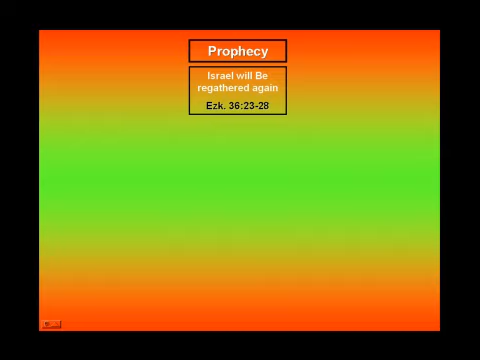 Prophecy
Israel will Be
regathered again
Ezk. 36:23-28